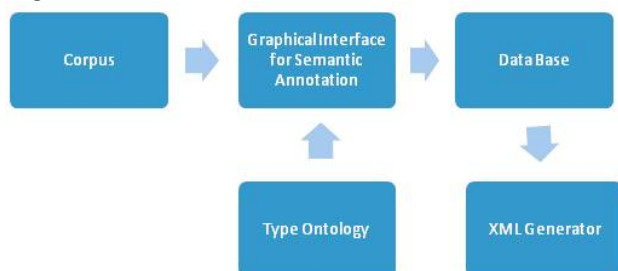 Corpus
Graphical Interface
for Semantic
Annotation
Data Base
Type Ontology
XML Generator